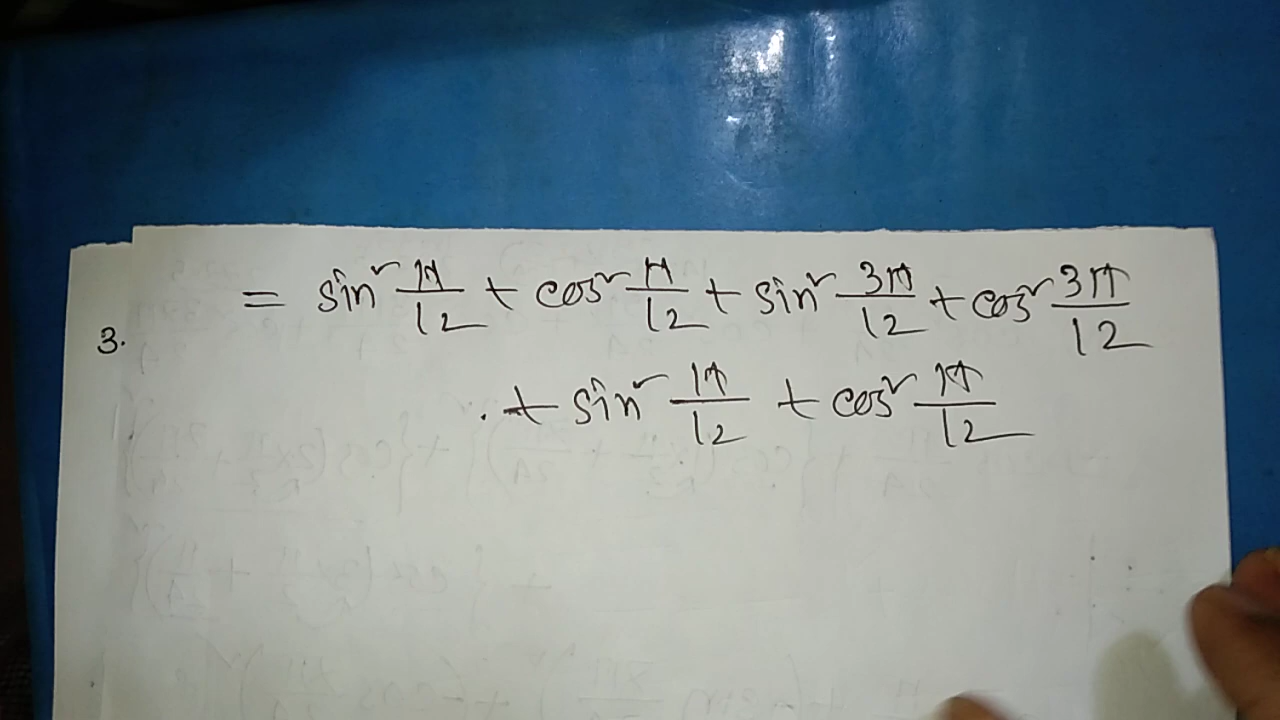 = sin² π/12 + cos² π/12 + sin² 3π/12 + cos² 3π/12
3.
+ sin² π/12 + cos² π/12